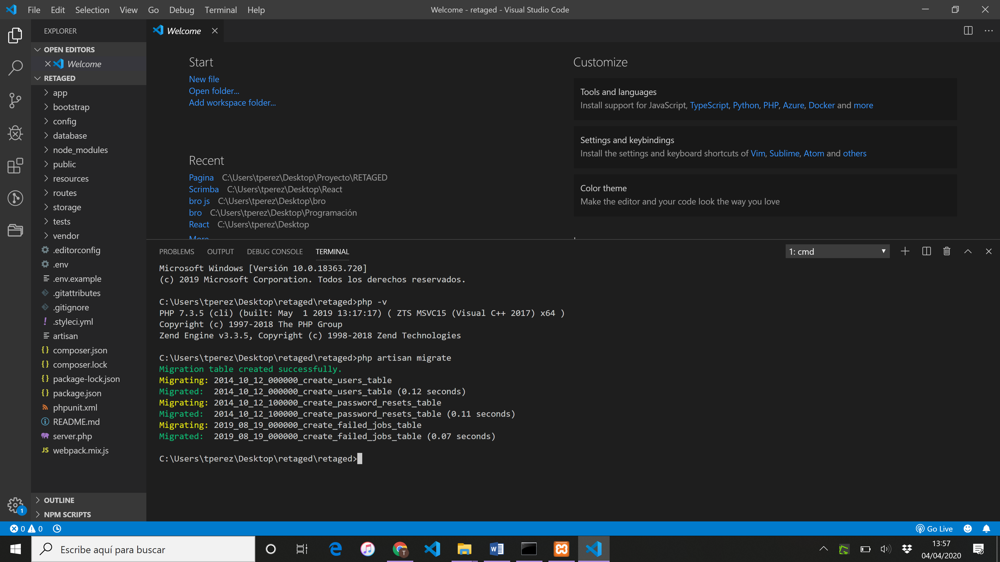 File Edit Selection View Go Debug Terminal Help
Welcome - retaged - Visual Studio Code
EXPLORER
OPEN EDITORS
Welcome
RETAGED
app
bootstrap
config
database
node_modules
public
resources
routes
storage
tests
vendor
.editorconfig
.env
.env.example
.gitattributes
.gitignore
.styleci.yml
artisan
composer.json
composer.lock
package-lock.json
package.json
phpunit.xml
README.md
server.php
JS webpack.mix.js
OUTLINE
NPM SCRIPTS
1
Welcome
Start
New file
Open folder...
Add workspace folder...
Recent
Pagina C:\Users\tperez\Desktop\Proyecto\RETAGED
Scrimba C:\Users\tperez\Desktop\React
bro js C:\Users\tperez\Desktop\bro
bro C:\Users\tperez\Desktop\Programación
React C:\Users\tperez\Desktop
More...
Customize
Tools and languages
Install support for JavaScript, TypeScript, Python, PHP, Azure, Docker and more
Settings and keybindings
Install the settings and keyboard shortcuts of Vim, Sublime, Atom and others
Color theme
Make the editor and your code look the way you love
PROBLEMS OUTPUT DEBUG CONSOLE TERMINAL
1: cmd
Microsoft Windows [Versión 10.0.18363.720]
(c) 2019 Microsoft Corporation. Todos los derechos reservados.
C:\Users\tperez\Desktop\retaged\retaged>php -v
PHP 7.3.5 (cli) (built: May  1 2019 13:17:17) ( ZTS MSVC15 (Visual C++ 2017) x64 )
Copyright (c) 1997-2018 The PHP Group
Zend Engine v3.3.5, Copyright (c) 1998-2018 Zend Technologies
C:\Users\tperez\Desktop\retaged\retaged>php artisan migrate
Migration table created successfully.
Migrating: 2014_10_12_000000_create_users_table
Migrated:  2014_10_12_000000_create_users_table (0.12 seconds)
Migrating: 2014_10_12_100000_create_password_resets_table
Migrated:  2014_10_12_100000_create_password_resets_table (0.11 seconds)
Migrating: 2019_08_19_000000_create_failed_jobs_table
Migrated:  2019_08_19_000000_create_failed_jobs_table (0.07 seconds)
C:\Users\tperez\Desktop\retaged\retaged>
0 0
Go Live
Escribe aquí para buscar
T
13:57
04/04/2020